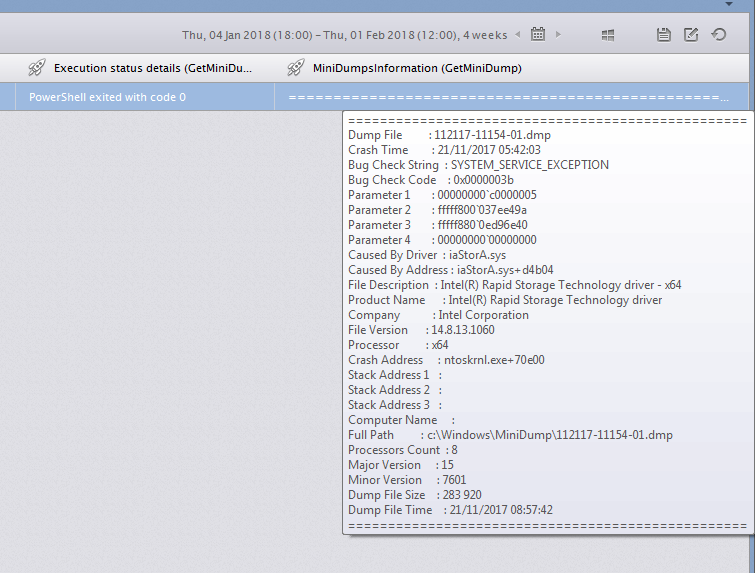 Thu, 04 Jan 2018 (18:00) – Thu, 01 Feb 2018 (12:00), 4 weeks
Execution status details (GetMiniDu... MiniDumpsInformation (GetMiniDump)
PowerShell exited with code 0 ================================================...
==================================================
Dump File : 112117-11154-01.dmp
Crash Time : 21/11/2017 05:42:03
Bug Check String : SYSTEM_SERVICE_EXCEPTION
Bug Check Code : 0x0000003b
Parameter 1 : 00000000`c0000005
Parameter 2 : fffff800`037ee49a
Parameter 3 : fffff880`0ed96e40
Parameter 4 : 00000000`00000000
Caused By Driver : iaStorA.sys
Caused By Address : iaStorA.sys+d4b04
File Description : Intel(R) Rapid Storage Technology driver - x64
Product Name : Intel(R) Rapid Storage Technology driver
Company : Intel Corporation
File Version : 14.8.13.1060
Processor : x64
Crash Address : ntoskrnl.exe+70e00
Stack Address 1 :
Stack Address 2 :
Stack Address 3 :
Computer Name :
Full Path : c:\Windows\MiniDump\112117-11154-01.dmp
Processors Count : 8
Major Version : 15
Minor Version : 7601
Dump File Size : 283 920
Dump File Time : 21/11/2017 08:57:42
==================================================